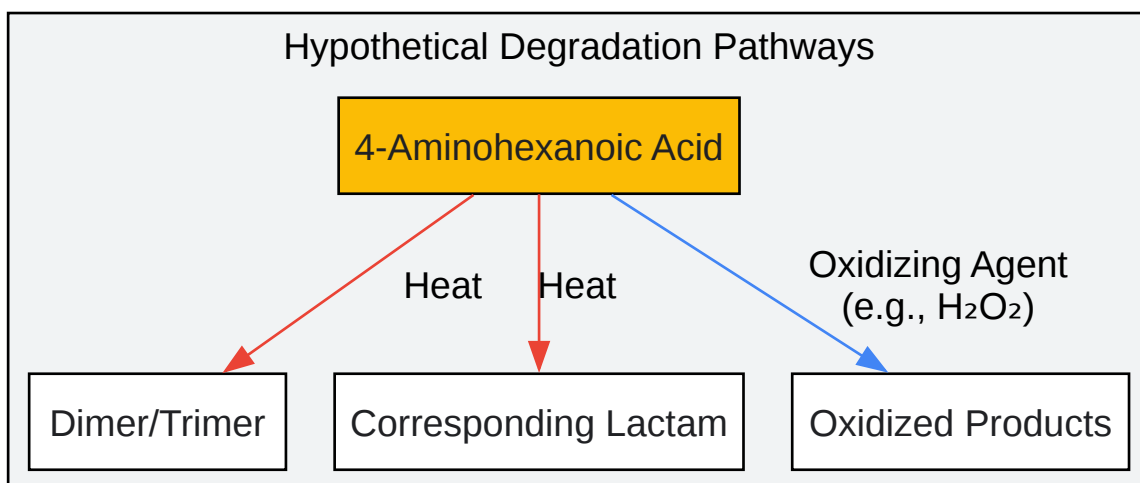 Hypothetical Degradation Pathways
4-Aminohexanoic Acid
Heat
Heat
Oxidizing Agent
(e.g., H₂O₂)
Dimer/Trimer
Corresponding Lactam
Oxidized Products